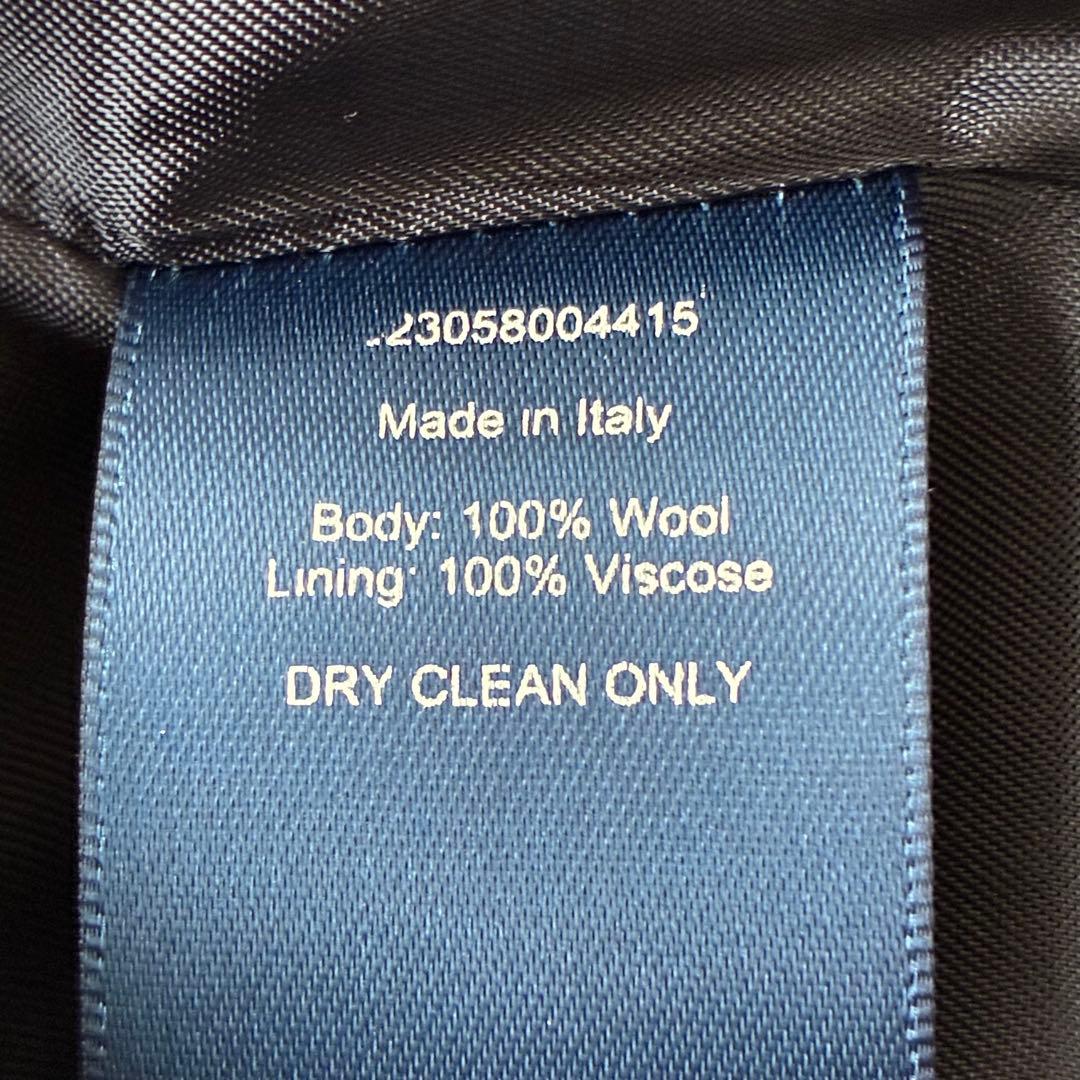 23058004415
Made in Italy
Body: 100% Wool
Lining: 100% Viscose
DRY CLEAN ONLY